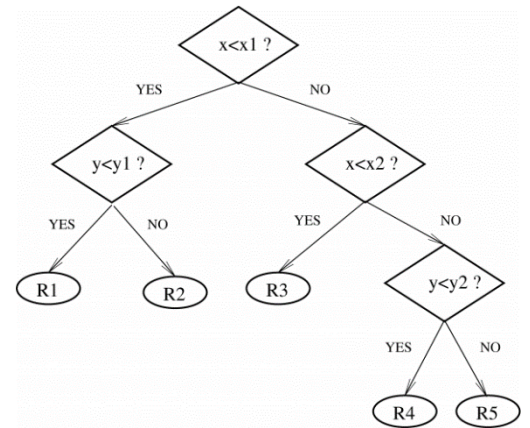 x<x1 ?
YES
NO
y<y1 ?
x<x2 ?
YES
NO
YES
NO
R1
R2
R3
y<y2 ?
YES
NO
R4
R5